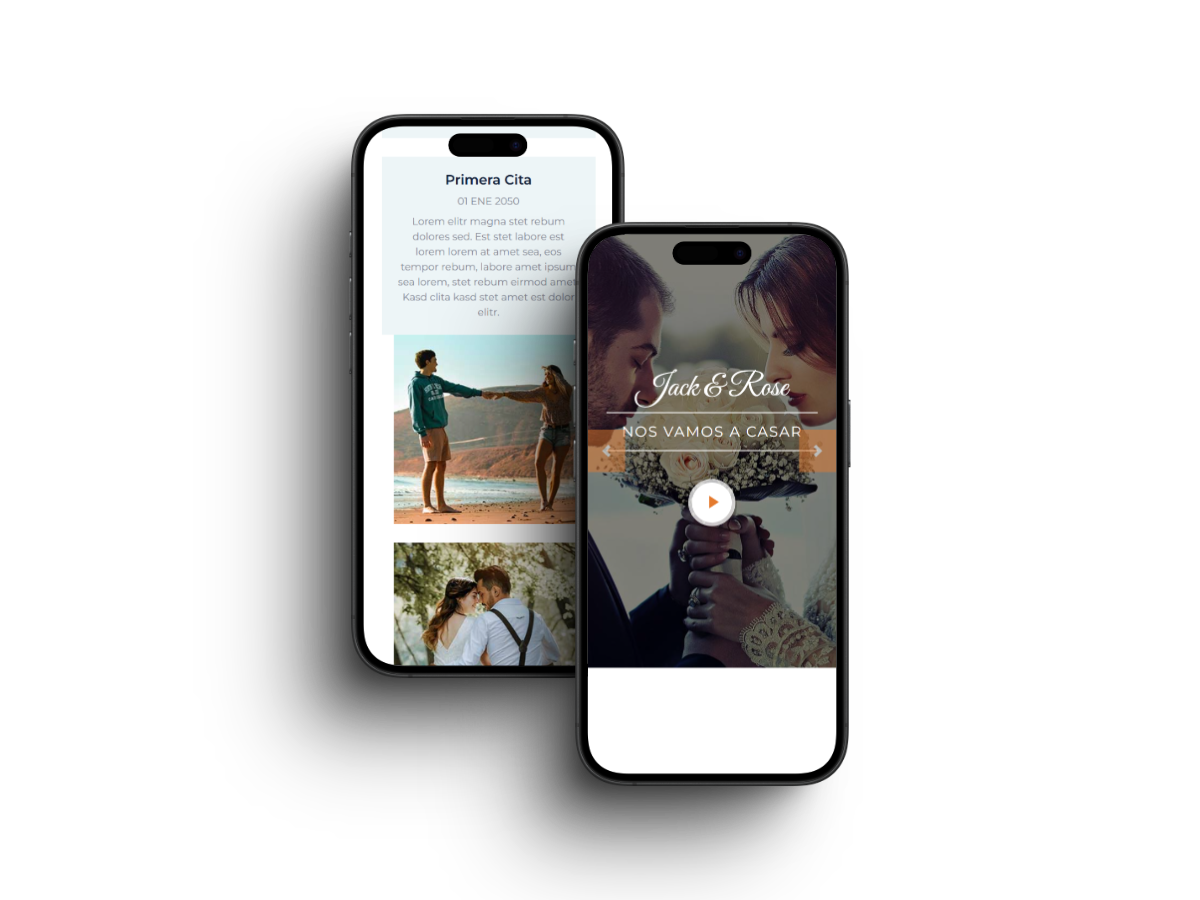 Primera Cita
01 ENE 2050
Lorem elitr magna stet rebum
dolores sed. Est stet labore est
lorem lorem at amet sea, eos
tempor rebum, labore amet ipsum
sea lorem, stet rebum eirmod amet
Kasd clita kasd stet amet est dolor
elitr.
Jack & Rose
NOS VAMOS A CASAR